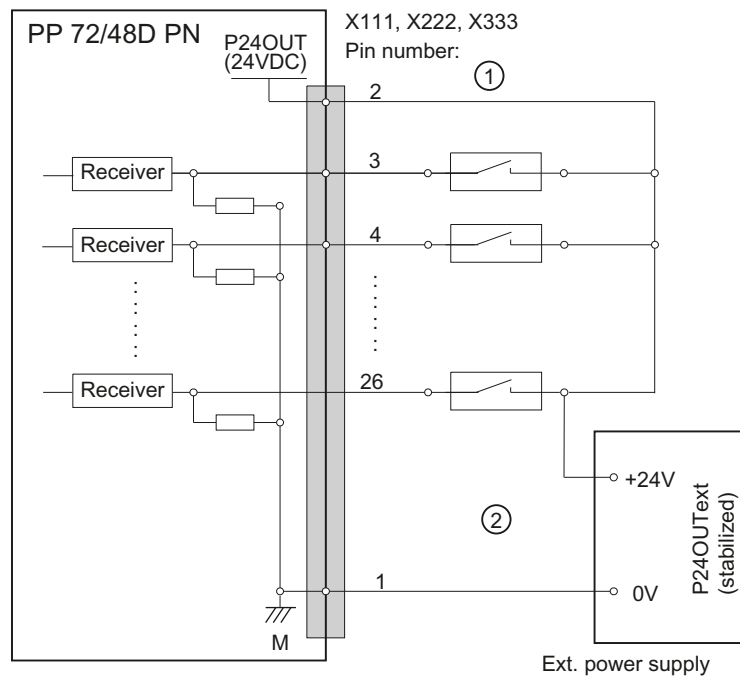 PP 72/48D PN
P24OUT
(24VDC)
X111, X222, X333
Pin number:
1
2
Receiver
3
Receiver
4
Receiver
26
+24V
P24OUText
(stabilized)
2
1
0V
M
Ext. power supply